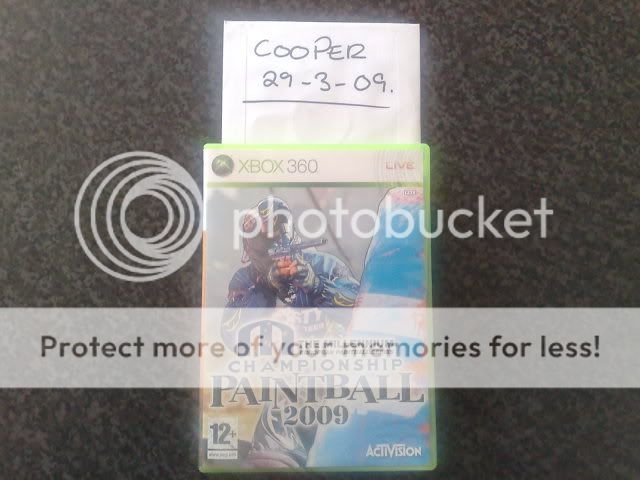 COOPER
29-3-09.
XBOX 360
LIVE
photobucket
Protect more of your memories for less!
THE MILLENNIUM
CHAMPIONSHIP
PAINTBALL
2009
12+
ACTIVISION